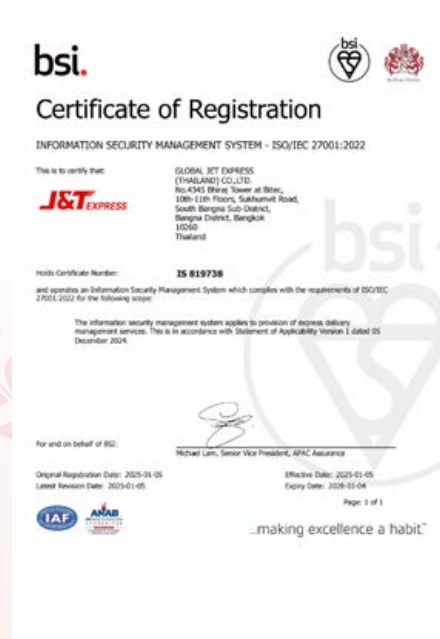 bsi.
bsi
Certificate of Registration
INFORMATION SECURITY MANAGEMENT SYSTEM - ISO/IEC 27001:2022
This is to certify that:
J&T EXPRESS
GLOBAL JET EXPRESS
(THAILAND) CO.,LTD.
No.4345 Bhiraj Tower at Bitec,
10th-11th Floors, Sukhumvit Road,
South Bangna Sub-District,
Bangna District, Bangkok
10260
Thailand
Holds Certificate Number:
IS 819738
and operates an Information Security Management System which complies with the requirements of ISO/IEC
27001:2022 for the following scope:
The information security management system applies to provision of express delivery
management services. This is in accordance with Statement of Applicability Version 1 dated 05
December 2024.
For and on behalf of BSI:
Michael Lam, Senior Vice President, APAC Assurance
Original Registration Date: 2025-01-05
Effective Date: 2025-01-05
Latest Revision Date: 2025-01-05
Expiry Date: 2028-01-04
Page: 1 of 1
IAF
ANAB
...making excellence a habit.™
bsi